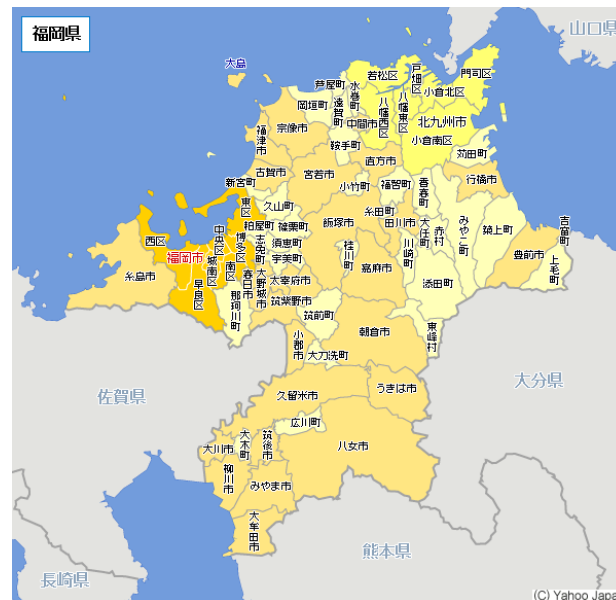 福岡県
山口県
大島
芦屋町
水巻町
若松区
戸畑区
門司区
岡垣町
遠賀町
小倉北区
中間市
八幡西区
八幡東区
北九州市
福津市
宗像市
鞍手町
小倉南区
苅田町
古賀市
宮若市
直方市
行橋市
新宮町
小竹町
福智町
香春町
東区
久山町
糸田町
田川市
大任町
赤村
みやこ町
築上町
吉富町
中央区
博多区
粕屋町
志免町
篠栗町
飯塚市
西区
須恵町
桂川町
川崎町
豊前市
上毛町
福岡市
城南区
南区
宇美町
嘉麻市
糸島市
春日市
大野城市
太宰府市
添田町
早良区
那珂川町
筑紫野市
筑前町
朝倉市
東峰村
小郡市
大刀洗町
佐賀県
大分県
久留米市
うきは市
広川町
大川市
大木町
筑後市
八女市
柳川市
みやま市
大牟田市
熊本県
長崎県
(C) Yahoo Japa